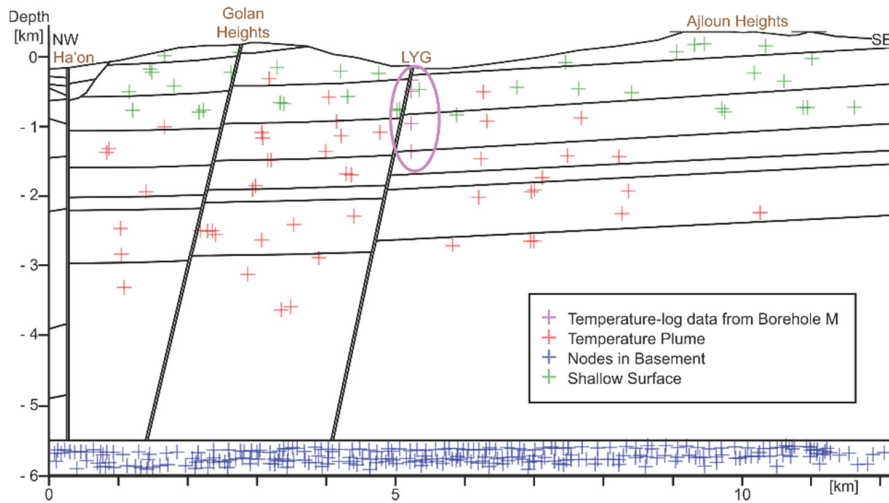 Depth
[km]
NW
Golan
Heights
Ajloun Heights
SE
Ha'on
LYG
0
- 1
- 2
- 3
- 4
- 5
- 6
Temperature-log data from Borehole M
Temperature Plume
Nodes in Basement
Shallow Surface
0
5
10
[km]